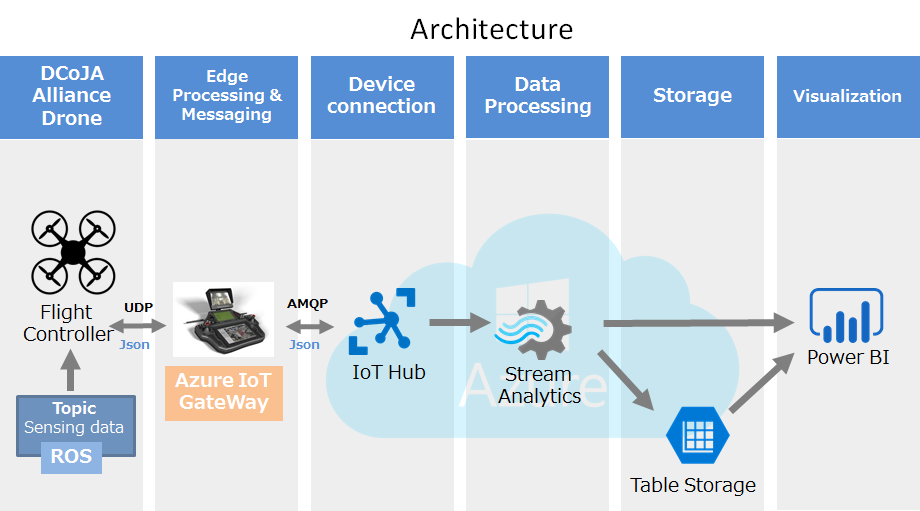 Architecture
DCoJA
Alliance
Drone
Edge
Processing &
Messaging
Device
connection
Data
Processing
Storage
Visualization
Flight
Controller
UDP
Json
Topic
Sensing data
ROS
Azure IoT
GateWay
AMQP
Json
IoT Hub
Stream
Analytics
Azure
Table Storage
Power BI